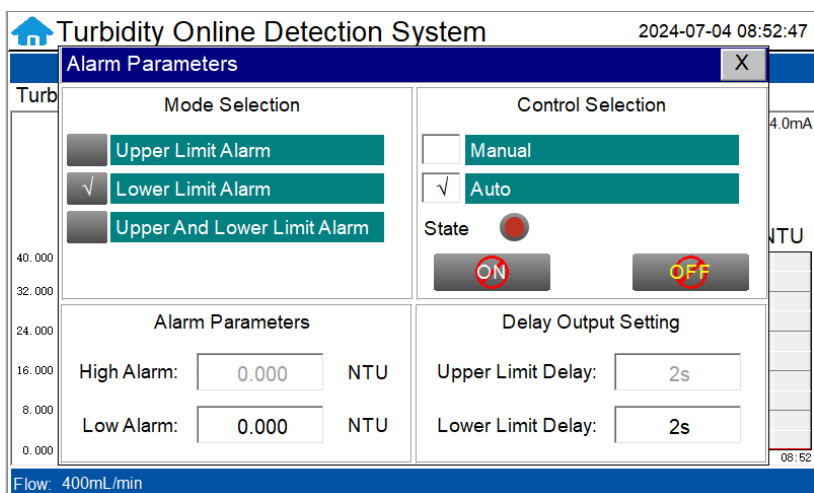 Turbidity Online Detection System
2024-07-04 08:52:47
Alarm Parameters
X
Turb
4.0mA
Mode Selection
Upper Limit Alarm
√ Lower Limit Alarm
Upper And Lower Limit Alarm
Control Selection
Manual
√ Auto
State
ON OFF
NTU
40.000
32.000
24.000
16.000
8.000
0.000
Alarm Parameters
High Alarm: 0.000 NTU
Low Alarm: 0.000 NTU
Delay Output Setting
Upper Limit Delay: 2s
Lower Limit Delay: 2s
08:52
Flow: 400mL/min